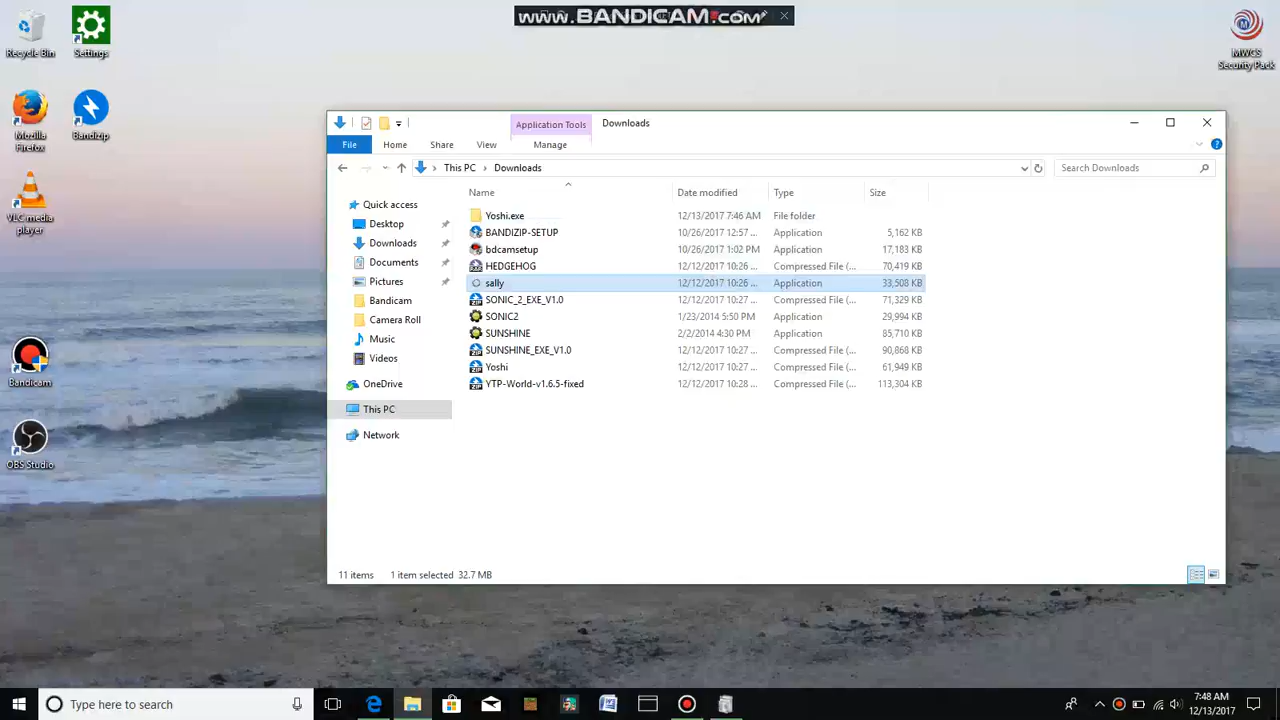 www.BANDICAM.com
Recycle Bin
Settings
MWCS
Security Pack
Mozilla
Firefox
Bandizip
VLC media
player
Bandicam
OBS Studio
Application Tools
Downloads
File
Home
Share
View
Manage
This PC
Downloads
Search Downloads
Name
Date modified
Type
Size
Quick access
Desktop
Downloads
Documents
Pictures
Bandicam
Camera Roll
Music
Videos
OneDrive
This PC
Network
Yoshi.exe 12/13/2017 7:46 AM File folder
BANDIZIP-SETUP 10/26/2017 12:57 ... Application 5,162 KB
bdcamsetup 10/26/2017 1:02 PM Application 17,183 KB
HEDGEHOG 12/12/2017 10:26 ... Compressed File (... 70,419 KB
sally 12/12/2017 10:26 ... Application 33,508 KB
SONIC_2_EXE_V1.0 12/12/2017 10:27 ... Compressed File (... 71,329 KB
SONIC2 1/23/2014 5:50 PM Application 29,994 KB
SUNSHINE 2/2/2014 4:30 PM Application 85,710 KB
SUNSHINE_EXE_V1.0 12/12/2017 10:27 ... Compressed File (... 90,868 KB
Yoshi 12/12/2017 10:27 ... Compressed File (... 61,949 KB
YTP-World-v1.6.5-fixed 12/12/2017 10:28 ... Compressed File (... 113,304 KB
11 items 1 item selected 32.7 MB
Type here to search
7:48 AM
12/13/2017